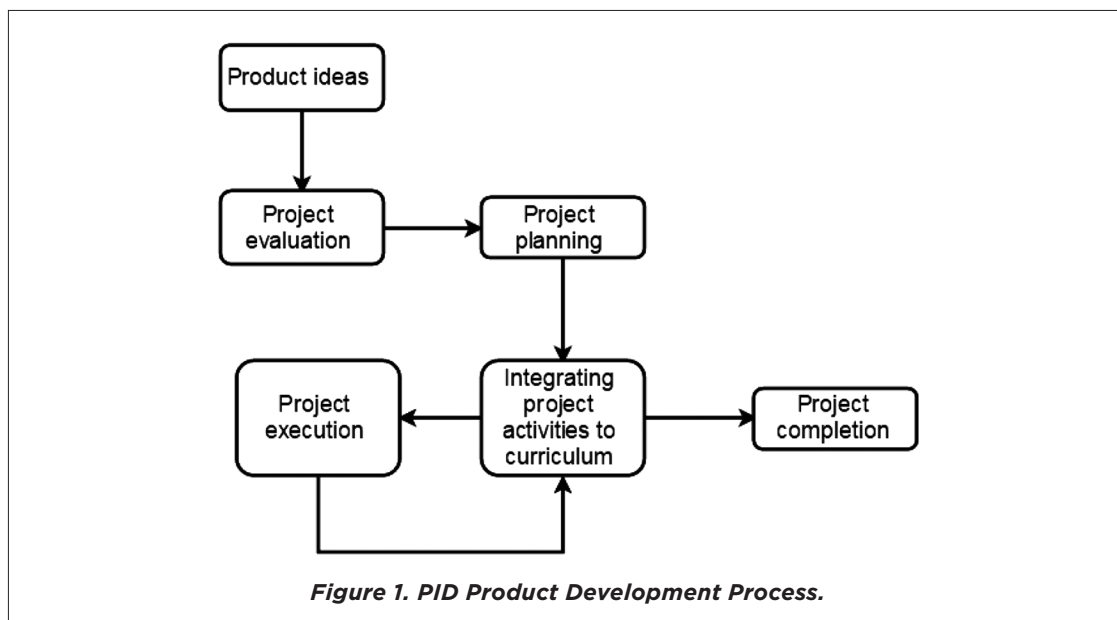 Product ideas
Project
evaluation
Project
planning
Project
execution
Integrating
project
activities to
curriculum
Project
completion
Figure 1. PID Product Development Process.